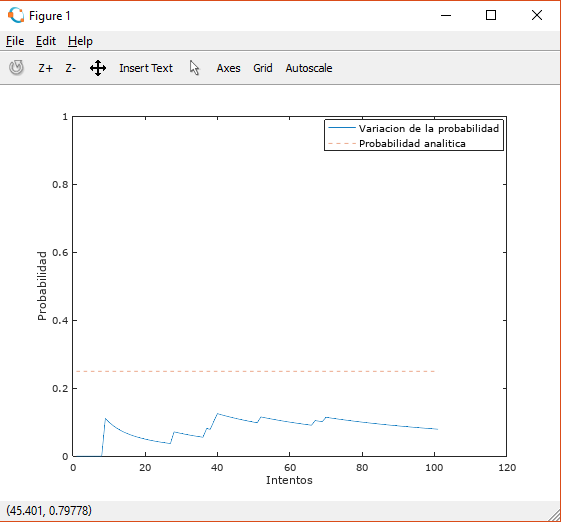 Figure 1
File Edit Help
Z+ Z- Insert Text Axes Grid Autoscale
1
0.8
0.6
0.4
0.2
0
Probabilidad
Variacion de la probabilidad
Probabilidad analitica
0 20 40 60 80 100 120
Intentos
(45.401, 0.79778)